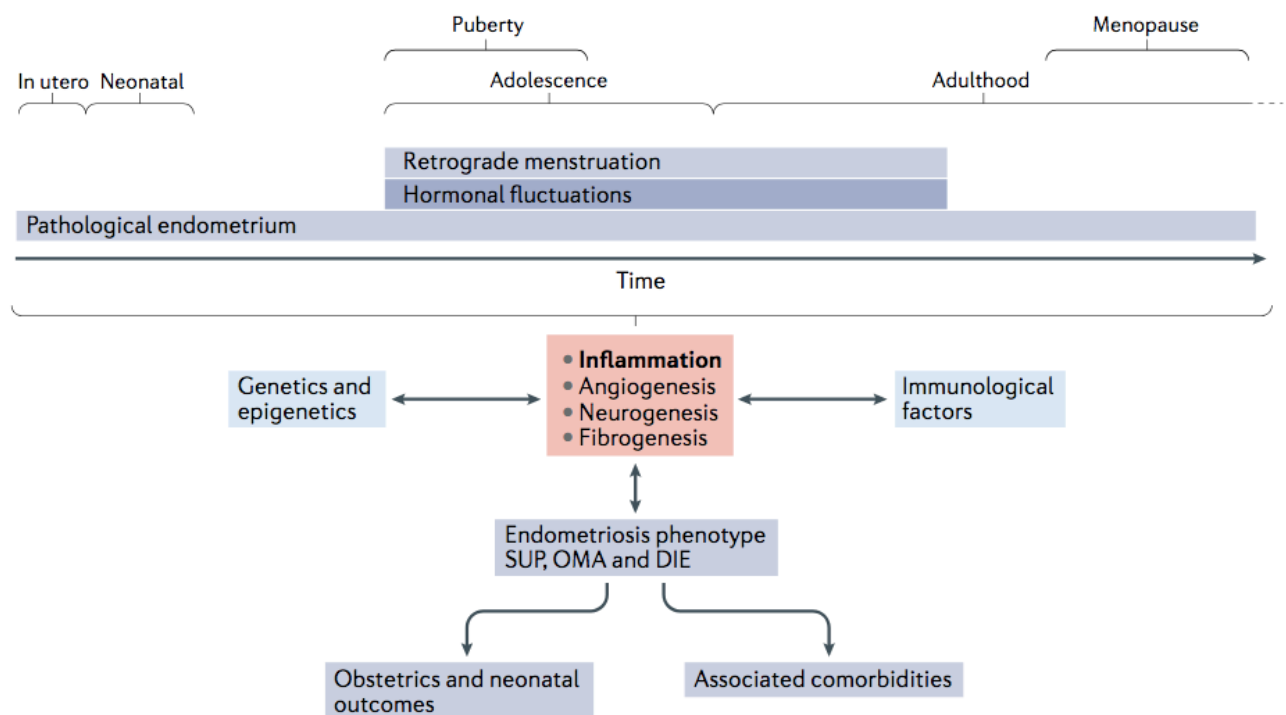 Puberty
Menopause
In utero
Neonatal
Adolescence
Adulthood
Retrograde menstruation
Hormonal fluctuations
Pathological endometrium
Time
Genetics and
epigenetics
• Inflammation
• Angiogenesis
• Neurogenesis
• Fibrogenesis
Immunological
factors
Endometriosis phenotype
SUP, OMA and DIE
Obstetrics and neonatal
outcomes
Associated comorbidities